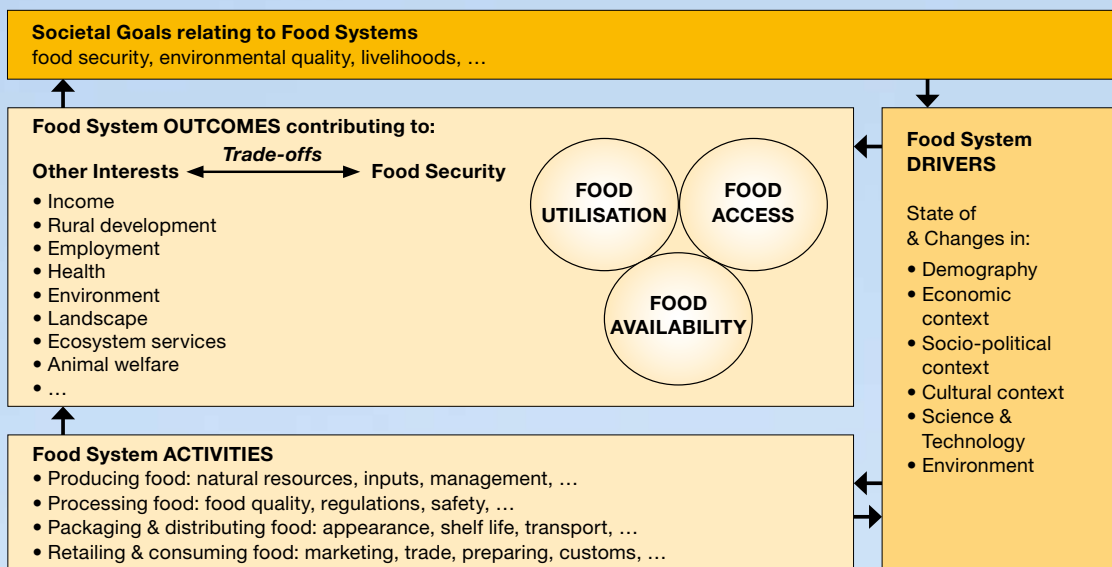 Societal Goals relating to Food Systems
food security, environmental quality, livelihoods, …
Food System OUTCOMES contributing to:
Trade-offs
Other Interests
Food Security
• Income
• Rural development
• Employment
• Health
• Environment
• Landscape
• Ecosystem services
• Animal welfare
• …
FOOD
UTILISATION
FOOD
ACCESS
FOOD
AVAILABILITY
Food System
DRIVERS
State of
& Changes in:
• Demography
• Economic
context
• Socio-political
context
• Cultural context
• Science &
Technology
• Environment
Food System ACTIVITIES
• Producing food: natural resources, inputs, management, …
• Processing food: food quality, regulations, safety, …
• Packaging & distributing food: appearance, shelf life, transport, …
• Retailing & consuming food: marketing, trade, preparing, customs, …